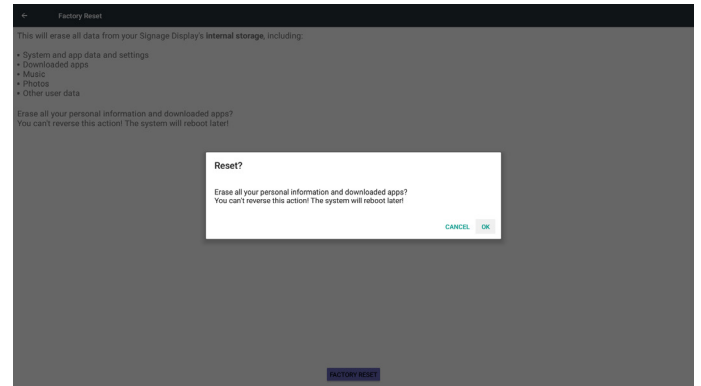 ← Factory Reset
This will erase all data from your Signage Display's internal storage, including:
• System and app data and settings
• Downloaded apps
• Music
• Photos
• Other user data
Erase all your personal information and downloaded apps?
You can't reverse this action! The system will reboot later!
Reset?
Erase all your personal information and downloaded apps?
You can't reverse this action! The system will reboot later!
CANCEL OK
FACTORY RESET